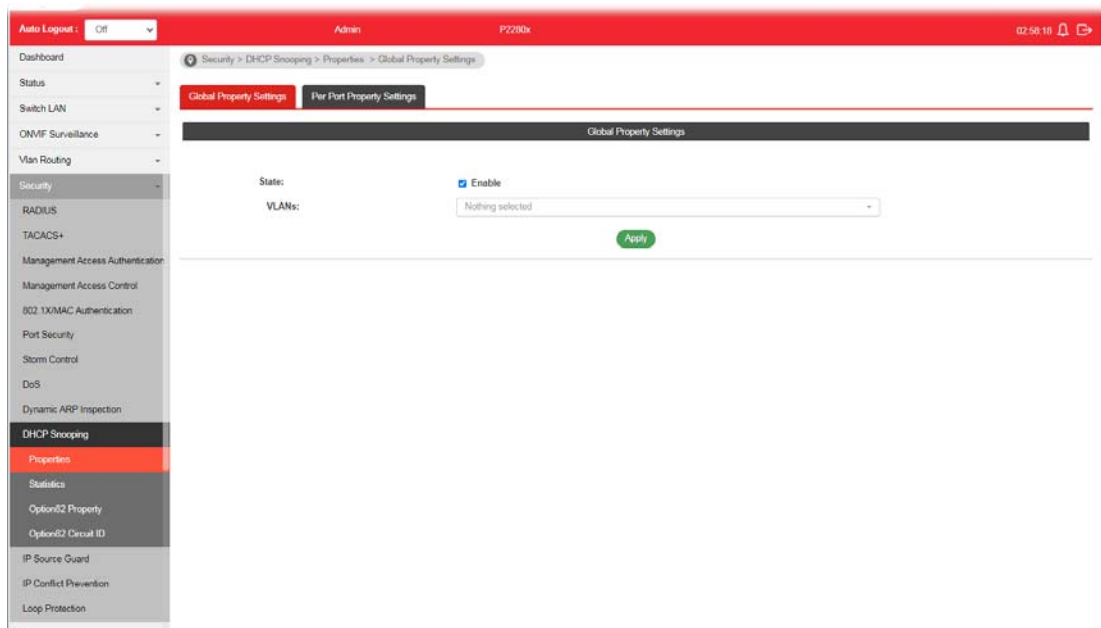 Auto Logout : Off Admin P2280x 02:58:18
Dashboard
Status
Switch LAN
ONVIF Surveillance
Vlan Routing
Security
RADIUS
TACACS+
Management Access Authentication
Management Access Control
802.1X/MAC Authentication
Port Security
Storm Control
DoS
Dynamic ARP Inspection
DHCP Snooping
Properties
Statistics
Option82 Property
Option82 Circuit ID
IP Source Guard
IP Conflict Prevention
Loop Protection
Security > DHCP Snooping > Properties > Global Property Settings
Global Property Settings Per Port Property Settings
Global Property Settings
State: Enable
VLANs: Nothing selected
Apply